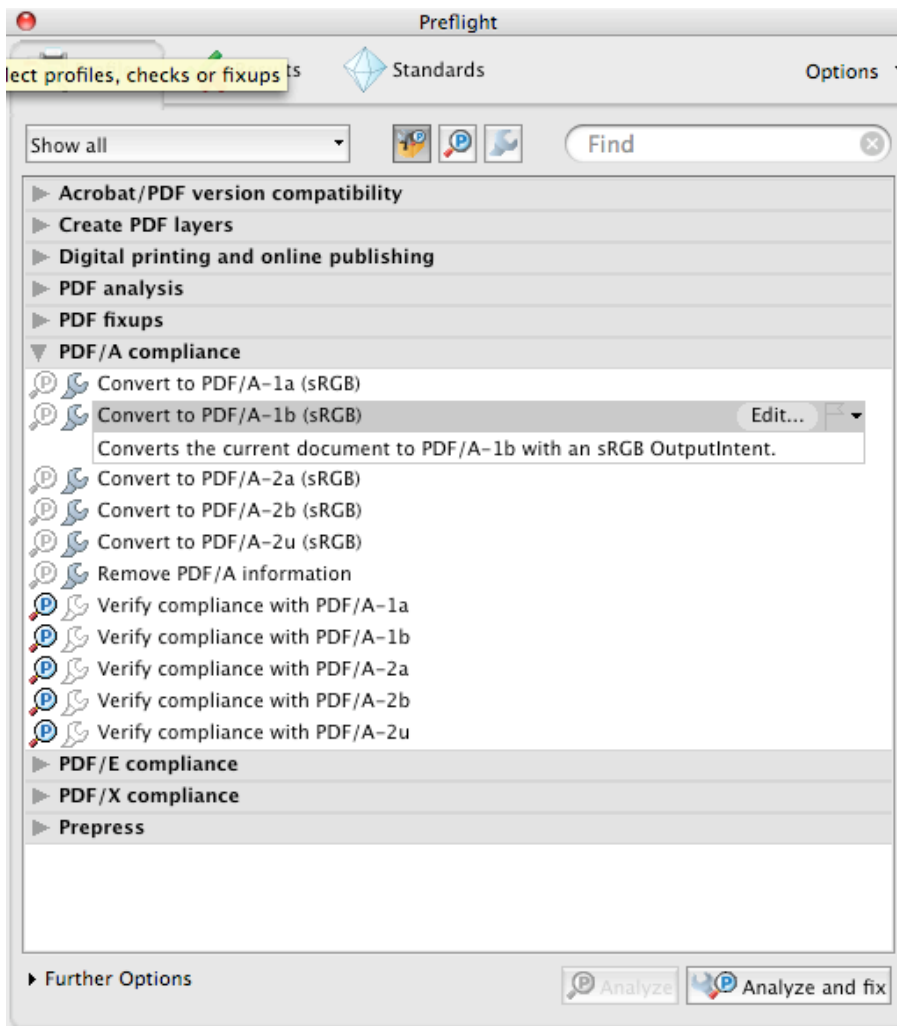 Preflight
lect profiles, checks or fixups
ts
Standards
Options
Show all
Find
Acrobat/PDF version compatibility
Create PDF layers
Digital printing and online publishing
PDF analysis
PDF fixups
PDF/A compliance
Convert to PDF/A-1a (sRGB)
Convert to PDF/A-1b (sRGB) Edit...
Converts the current document to PDF/A-1b with an sRGB OutputIntent.
Convert to PDF/A-2a (sRGB)
Convert to PDF/A-2b (sRGB)
Convert to PDF/A-2u (sRGB)
Remove PDF/A information
Verify compliance with PDF/A-1a
Verify compliance with PDF/A-1b
Verify compliance with PDF/A-2a
Verify compliance with PDF/A-2b
Verify compliance with PDF/A-2u
PDF/E compliance
PDF/X compliance
Prepress
Further Options
Analyze
Analyze and fix